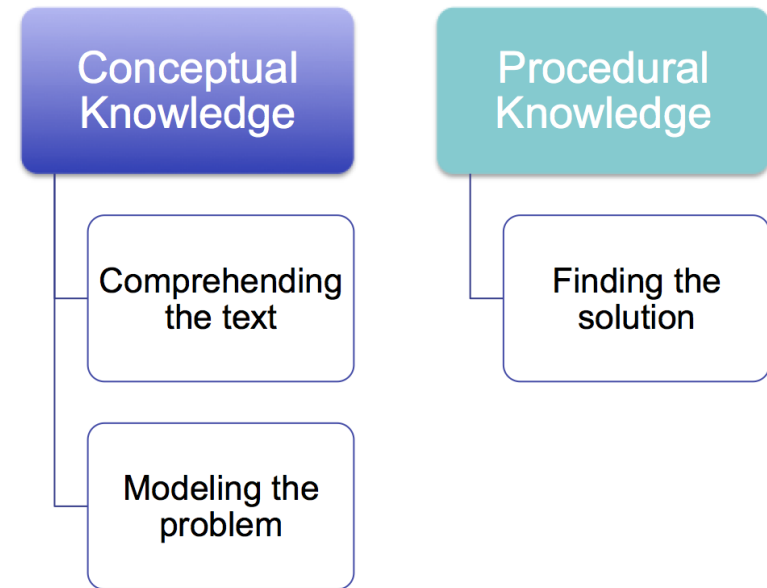 Conceptual
Knowledge
Comprehending
the text
Modeling the
problem
Procedural
Knowledge
Finding the
solution